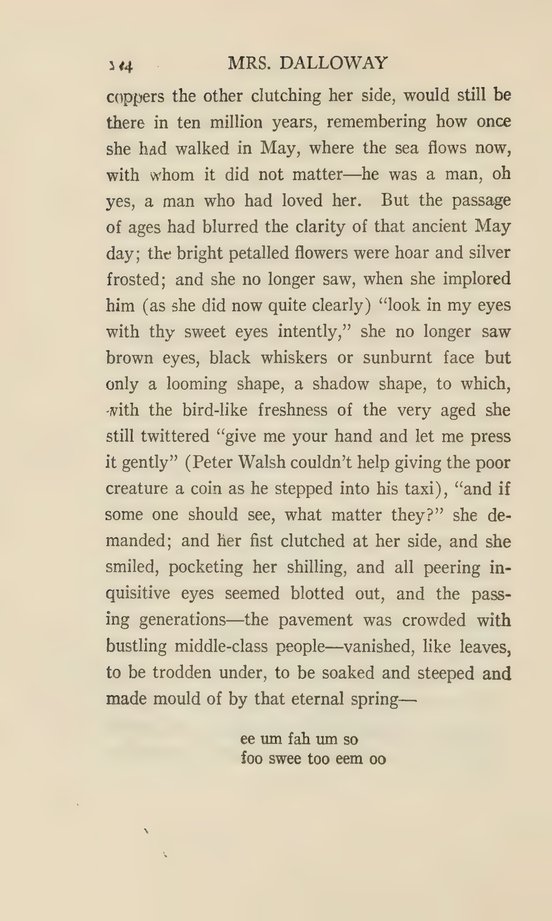 124 MRS. DALLOWAY
coppers the other clutching her side, would still be
there in ten million years, remembering how once
she had walked in May, where the sea flows now,
with whom it did not matter—he was a man, oh
yes, a man who had loved her. But the passage
of ages had blurred the clarity of that ancient May
day; the bright petalled flowers were hoar and silver
frosted; and she no longer saw, when she implored
him (as she did now quite clearly) “look in my eyes
with thy sweet eyes intently,” she no longer saw
brown eyes, black whiskers or sunburnt face but
only a looming shape, a shadow shape, to which,
with the bird-like freshness of the very aged she
still twittered “give me your hand and let me press
it gently” (Peter Walsh couldn’t help giving the poor
creature a coin as he stepped into his taxi), “and if
some one should see, what matter they?” she de-
manded; and her fist clutched at her side, and she
smiled, pocketing her shilling, and all peering in-
quisitive eyes seemed blotted out, and the pass-
ing generations—the pavement was crowded with
bustling middle-class people—vanished, like leaves,
to be trodden under, to be soaked and steeped and
made mould of by that eternal spring—
ee um fah um so
foo swee too eem oo